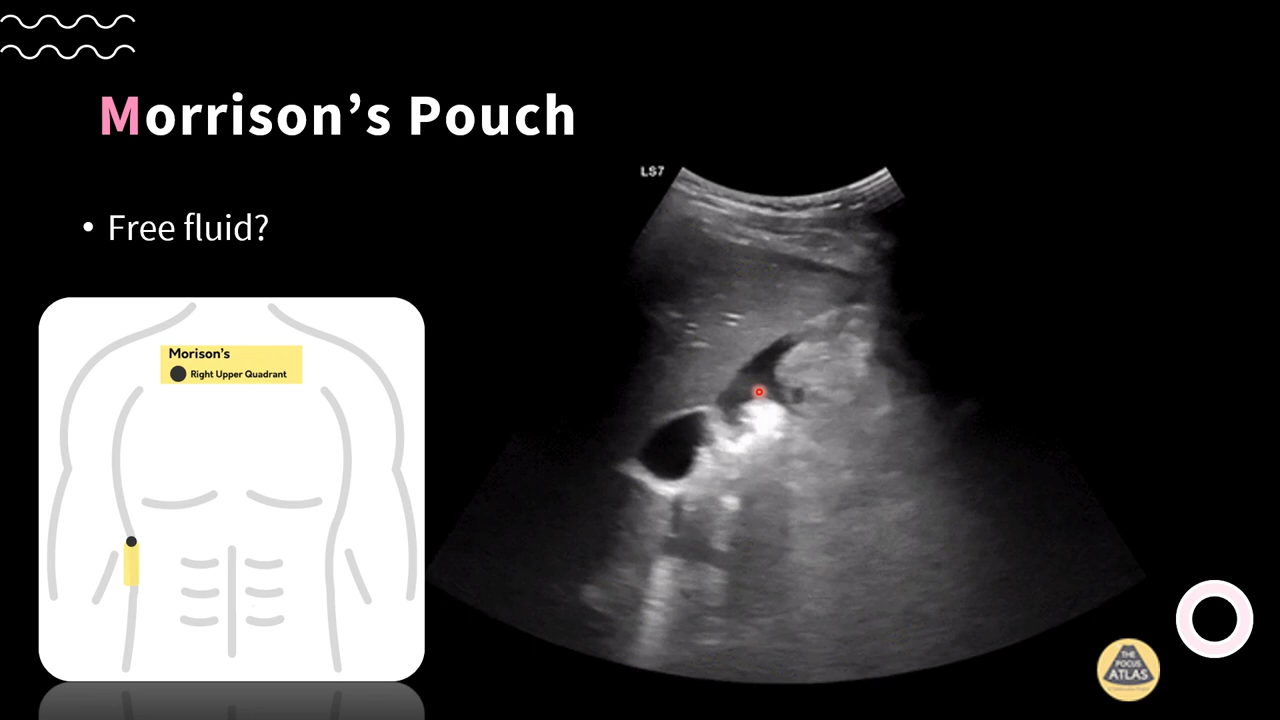 Morrison’s Pouch
LS7
• Free fluid?
Morison's
Right Upper Quadrant
THE
POCUS
ATLAS